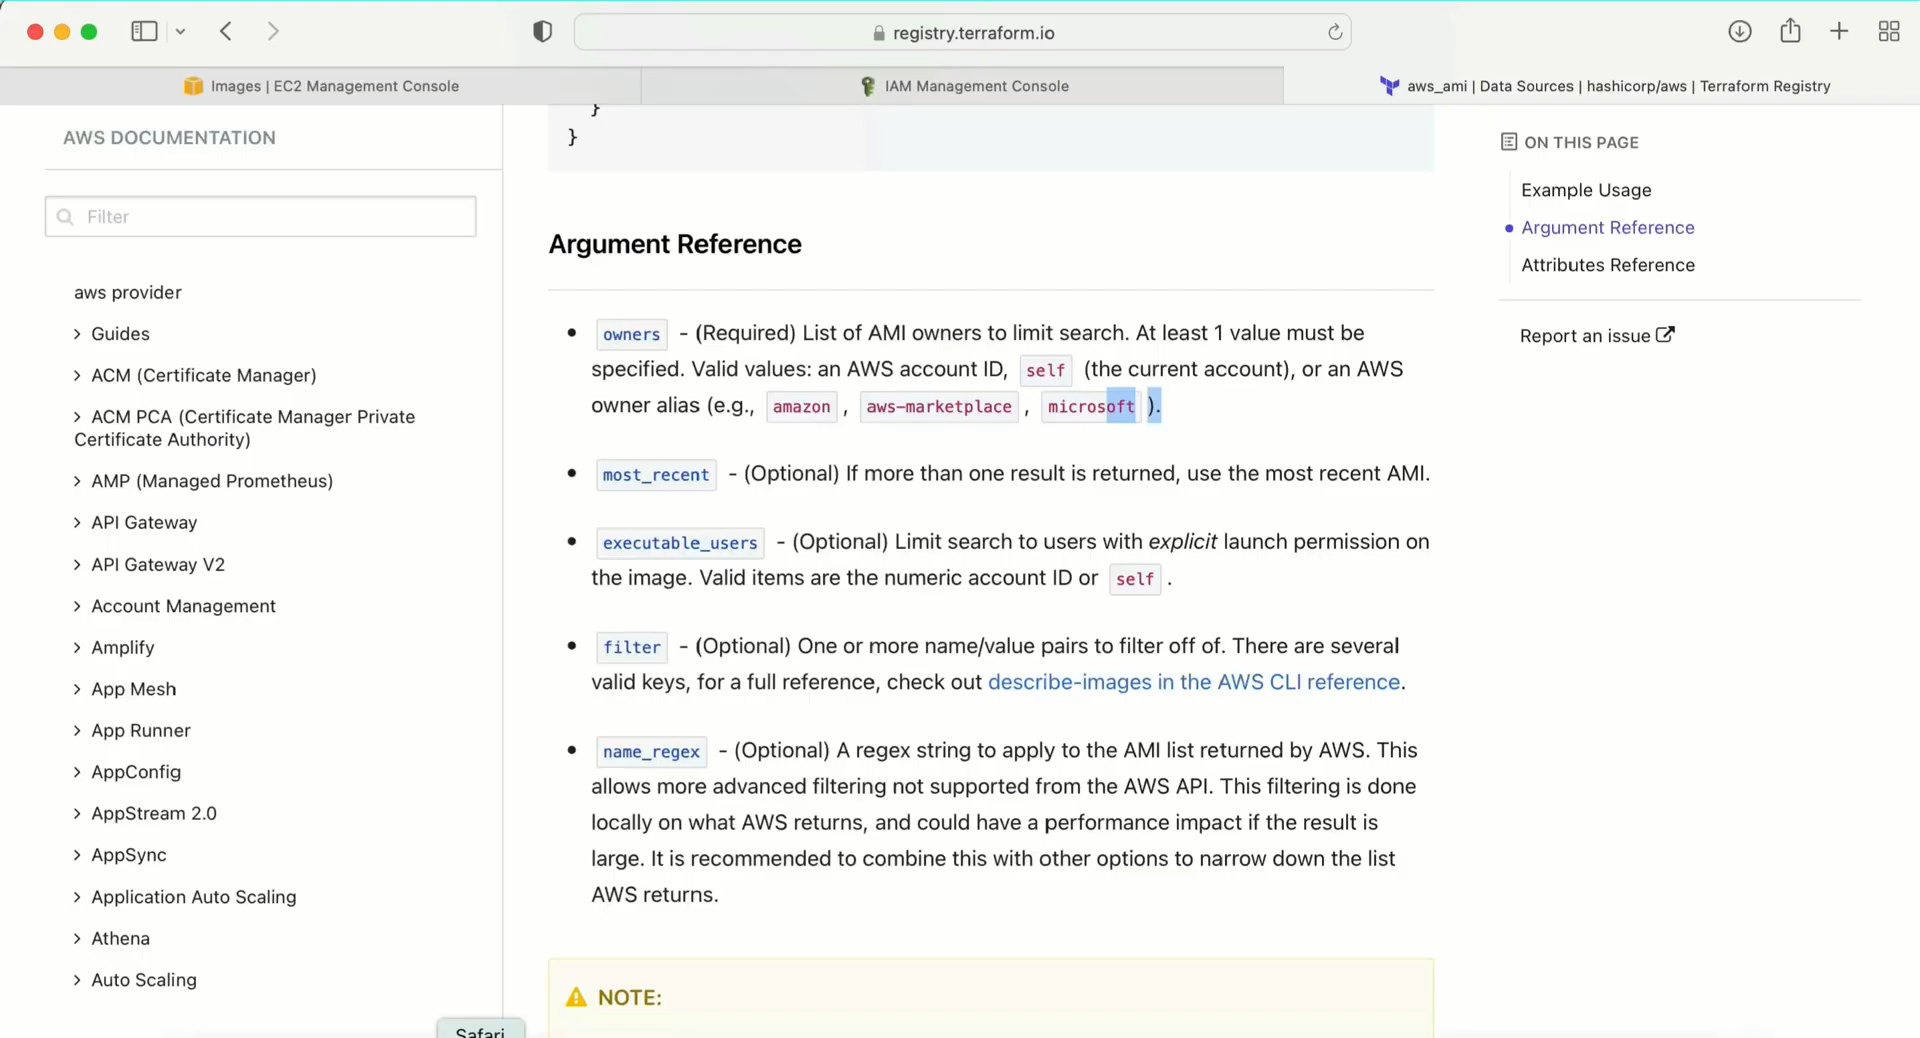 registry.terraform.io
Images | EC2 Management Console
IAM Management Console
aws_ami | Data Sources | hashicorp/aws | Terraform Registry
AWS DOCUMENTATION
Filter
aws provider
Guides
ACM (Certificate Manager)
ACM PCA (Certificate Manager Private
Certificate Authority)
AMP (Managed Prometheus)
API Gateway
API Gateway V2
Account Management
Amplify
App Mesh
App Runner
AppConfig
AppStream 2.0
AppSync
Application Auto Scaling
Athena
Auto Scaling
}
}
Argument Reference
• owners - (Required) List of AMI owners to limit search. At least 1 value must be
specified. Valid values: an AWS account ID, self (the current account), or an AWS
owner alias (e.g., amazon , aws-marketplace , microsoft ).
• most_recent - (Optional) If more than one result is returned, use the most recent AMI.
• executable_users - (Optional) Limit search to users with explicit launch permission on
the image. Valid items are the numeric account ID or self .
• filter - (Optional) One or more name/value pairs to filter off of. There are several
valid keys, for a full reference, check out describe-images in the AWS CLI reference.
• name_regex - (Optional) A regex string to apply to the AMI list returned by AWS. This
allows more advanced filtering not supported from the AWS API. This filtering is done
locally on what AWS returns, and could have a performance impact if the result is
large. It is recommended to combine this with other options to narrow down the list
AWS returns.
NOTE:
ON THIS PAGE
Example Usage
Argument Reference
Attributes Reference
Report an issue
Safari